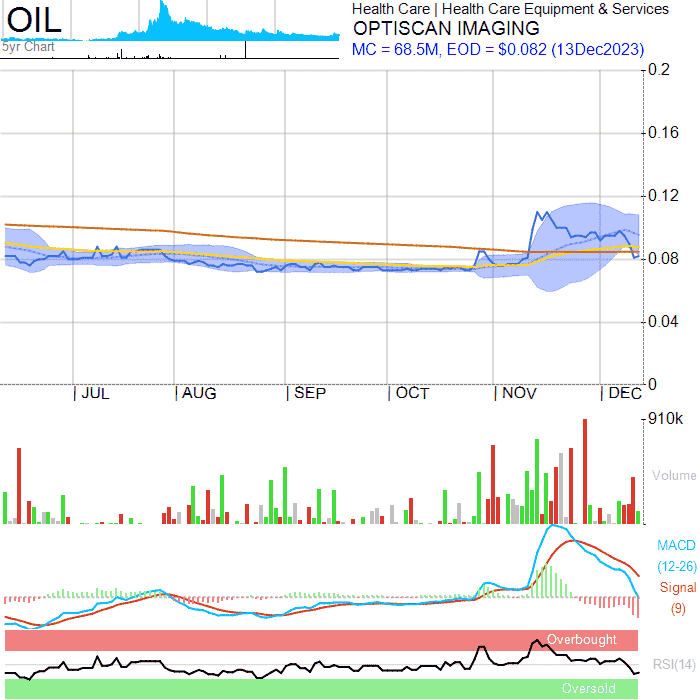 OIL
5yr Chart
Health Care | Health Care Equipment & Services
OPTISCAN IMAGING
MC = 68.5M, EOD = $0.082 (13Dec2023)
0.2
0.16
0.12
0.08
0.04
0
| JUL | AUG | SEP | OCT | NOV | DEC
910k
Volume
MACD
(12-26)
Signal
(9)
Overbought
RSI(14)
Oversold